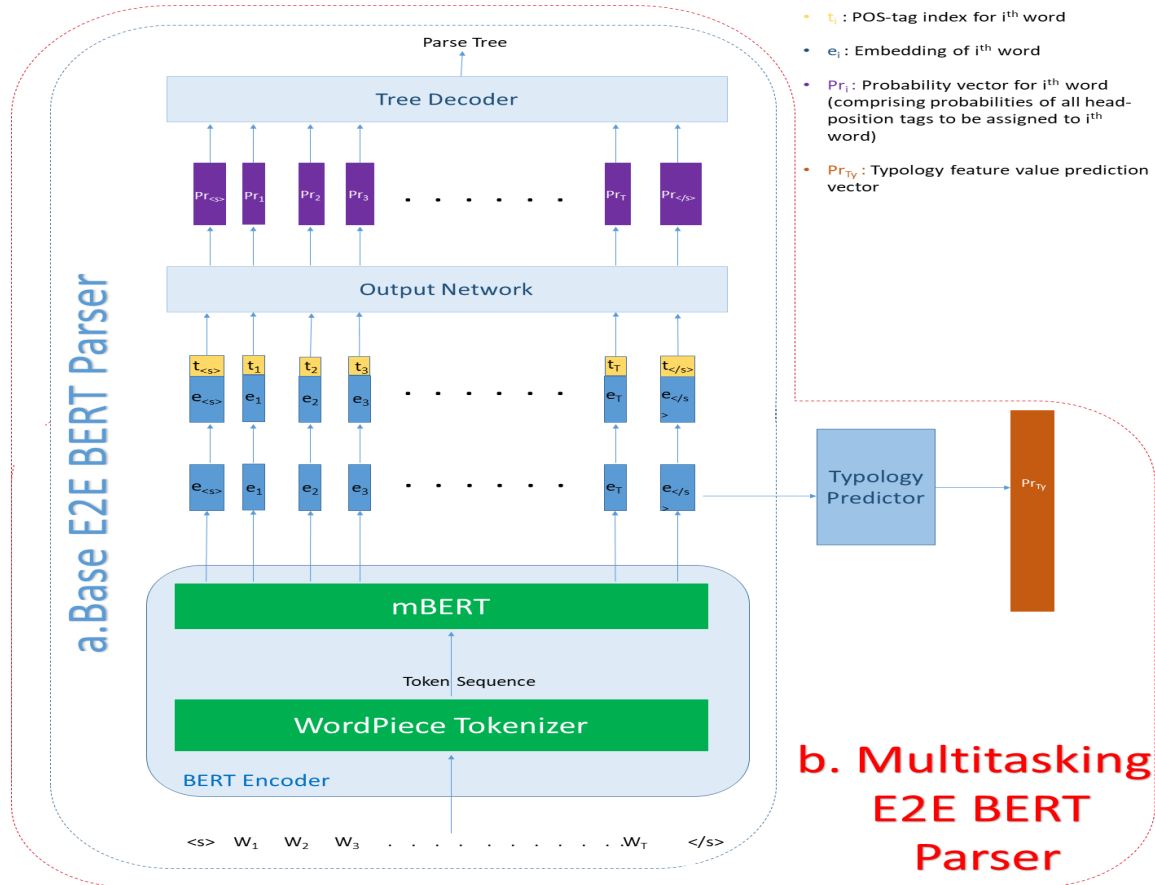 Parse Tree
Tree Decoder
Pr<s> Pr1 Pr2 Pr3 . . . . . . PrT Pr</s>
Output Network
t<s> t1 t2 t3 tT t</s>
e<s> e1 e2 e3 . . . . . . eT e</s>
e<s> e1 e2 e3 . . . . . . eT e</s>
mBERT
Token Sequence
WordPiece Tokenizer
BERT Encoder
<s> W1 W2 W3 . . . . . . . . . . . .WT </s>
a.Base E2E BERT Parser
• ti : POS-tag index for ith word
• ei : Embedding of ith word
• Pri : Probability vector for ith word
(comprising probabilities of all head-
position tags to be assigned to ith
word)
• PrTy : Typology feature value prediction
vector
Typology
Predictor
PrTy
b. Multitasking
E2E BERT
Parser